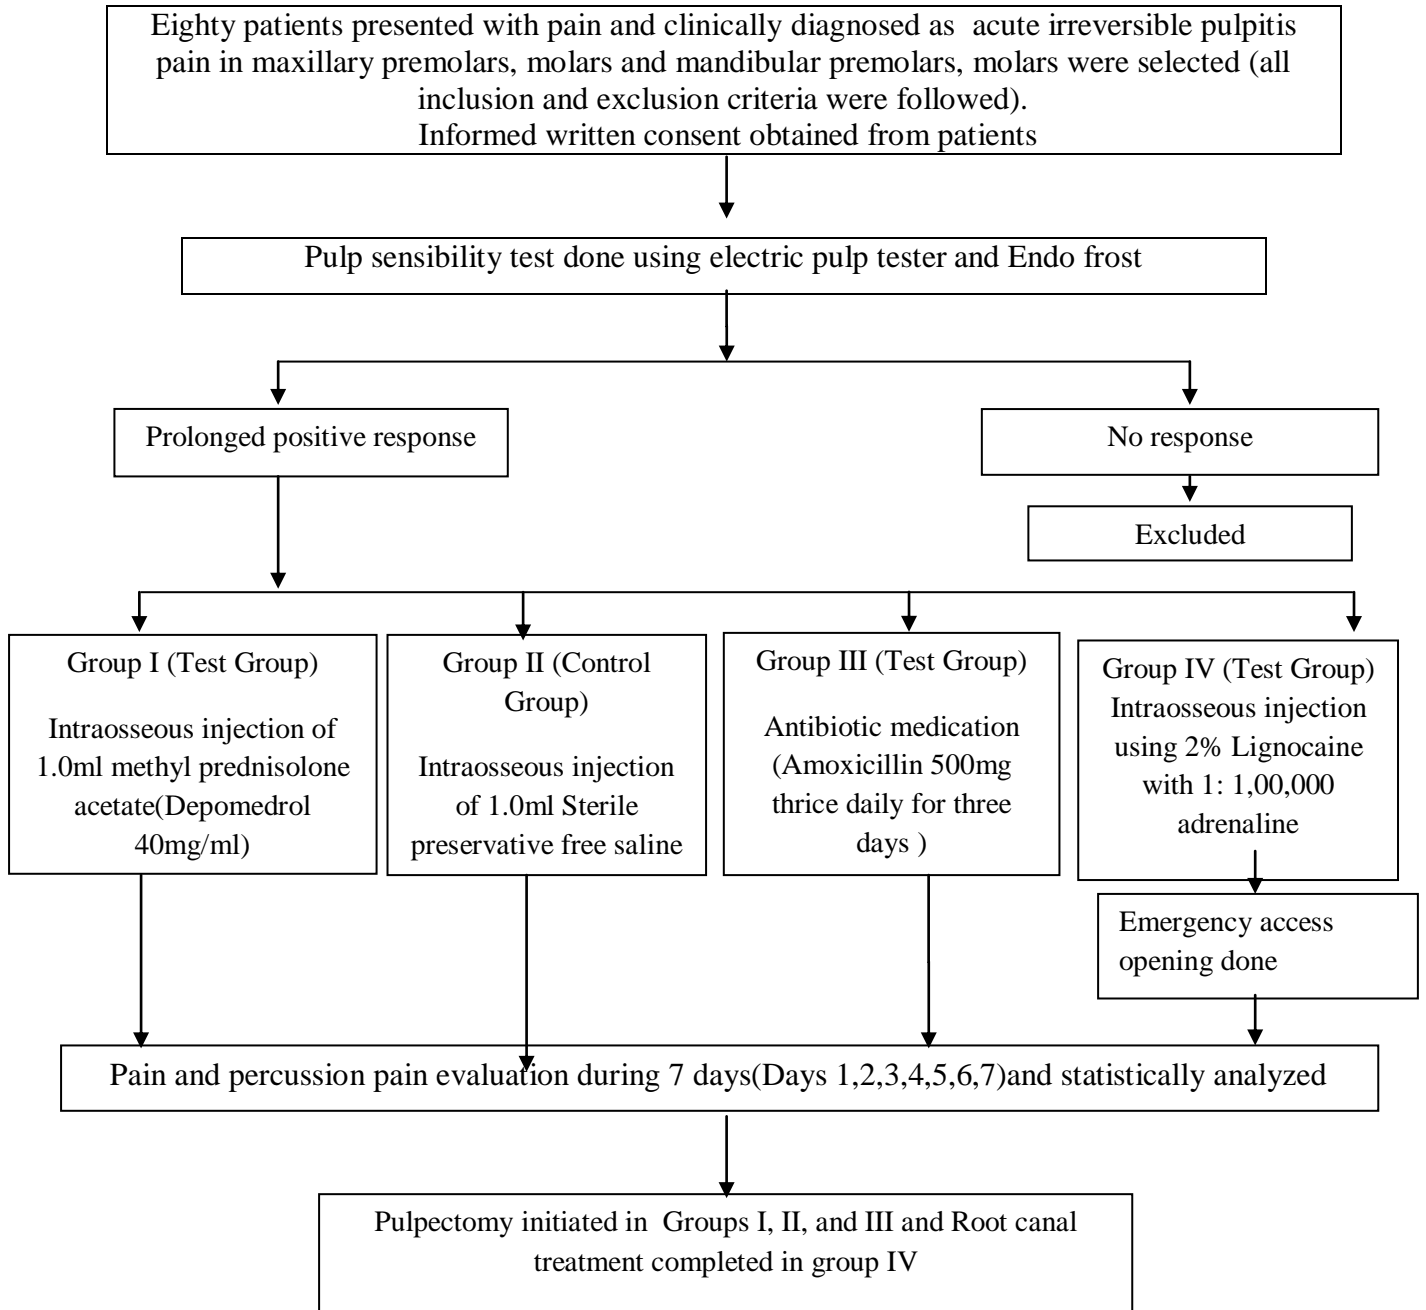 Eighty patients presented with pain and clinically diagnosed as acute irreversible pulpitis
pain in maxillary premolars, molars and mandibular premolars, molars were selected (all
inclusion and exclusion criteria were followed).
Informed written consent obtained from patients
Pulp sensibility test done using electric pulp tester and Endo frost
Prolonged positive response
No response
Excluded
Group I (Test Group)
Intraosseous injection of
1.0ml methyl prednisolone
acetate(Depomedrol
40mg/ml)
Group II (Control
Group)
Intraosseous injection
of 1.0ml Sterile
preservative free saline
Group III (Test Group)
Antibiotic medication
(Amoxicillin 500mg
thrice daily for three
days )
Group IV (Test Group)
Intraosseous injection
using 2% Lignocaine
with 1: 1,00,000
adrenaline
Emergency access
opening done
Pain and percussion pain evaluation during 7 days(Days 1,2,3,4,5,6,7)and statistically analyzed
Pulpectomy initiated in Groups I, II, and III and Root canal
treatment completed in group IV